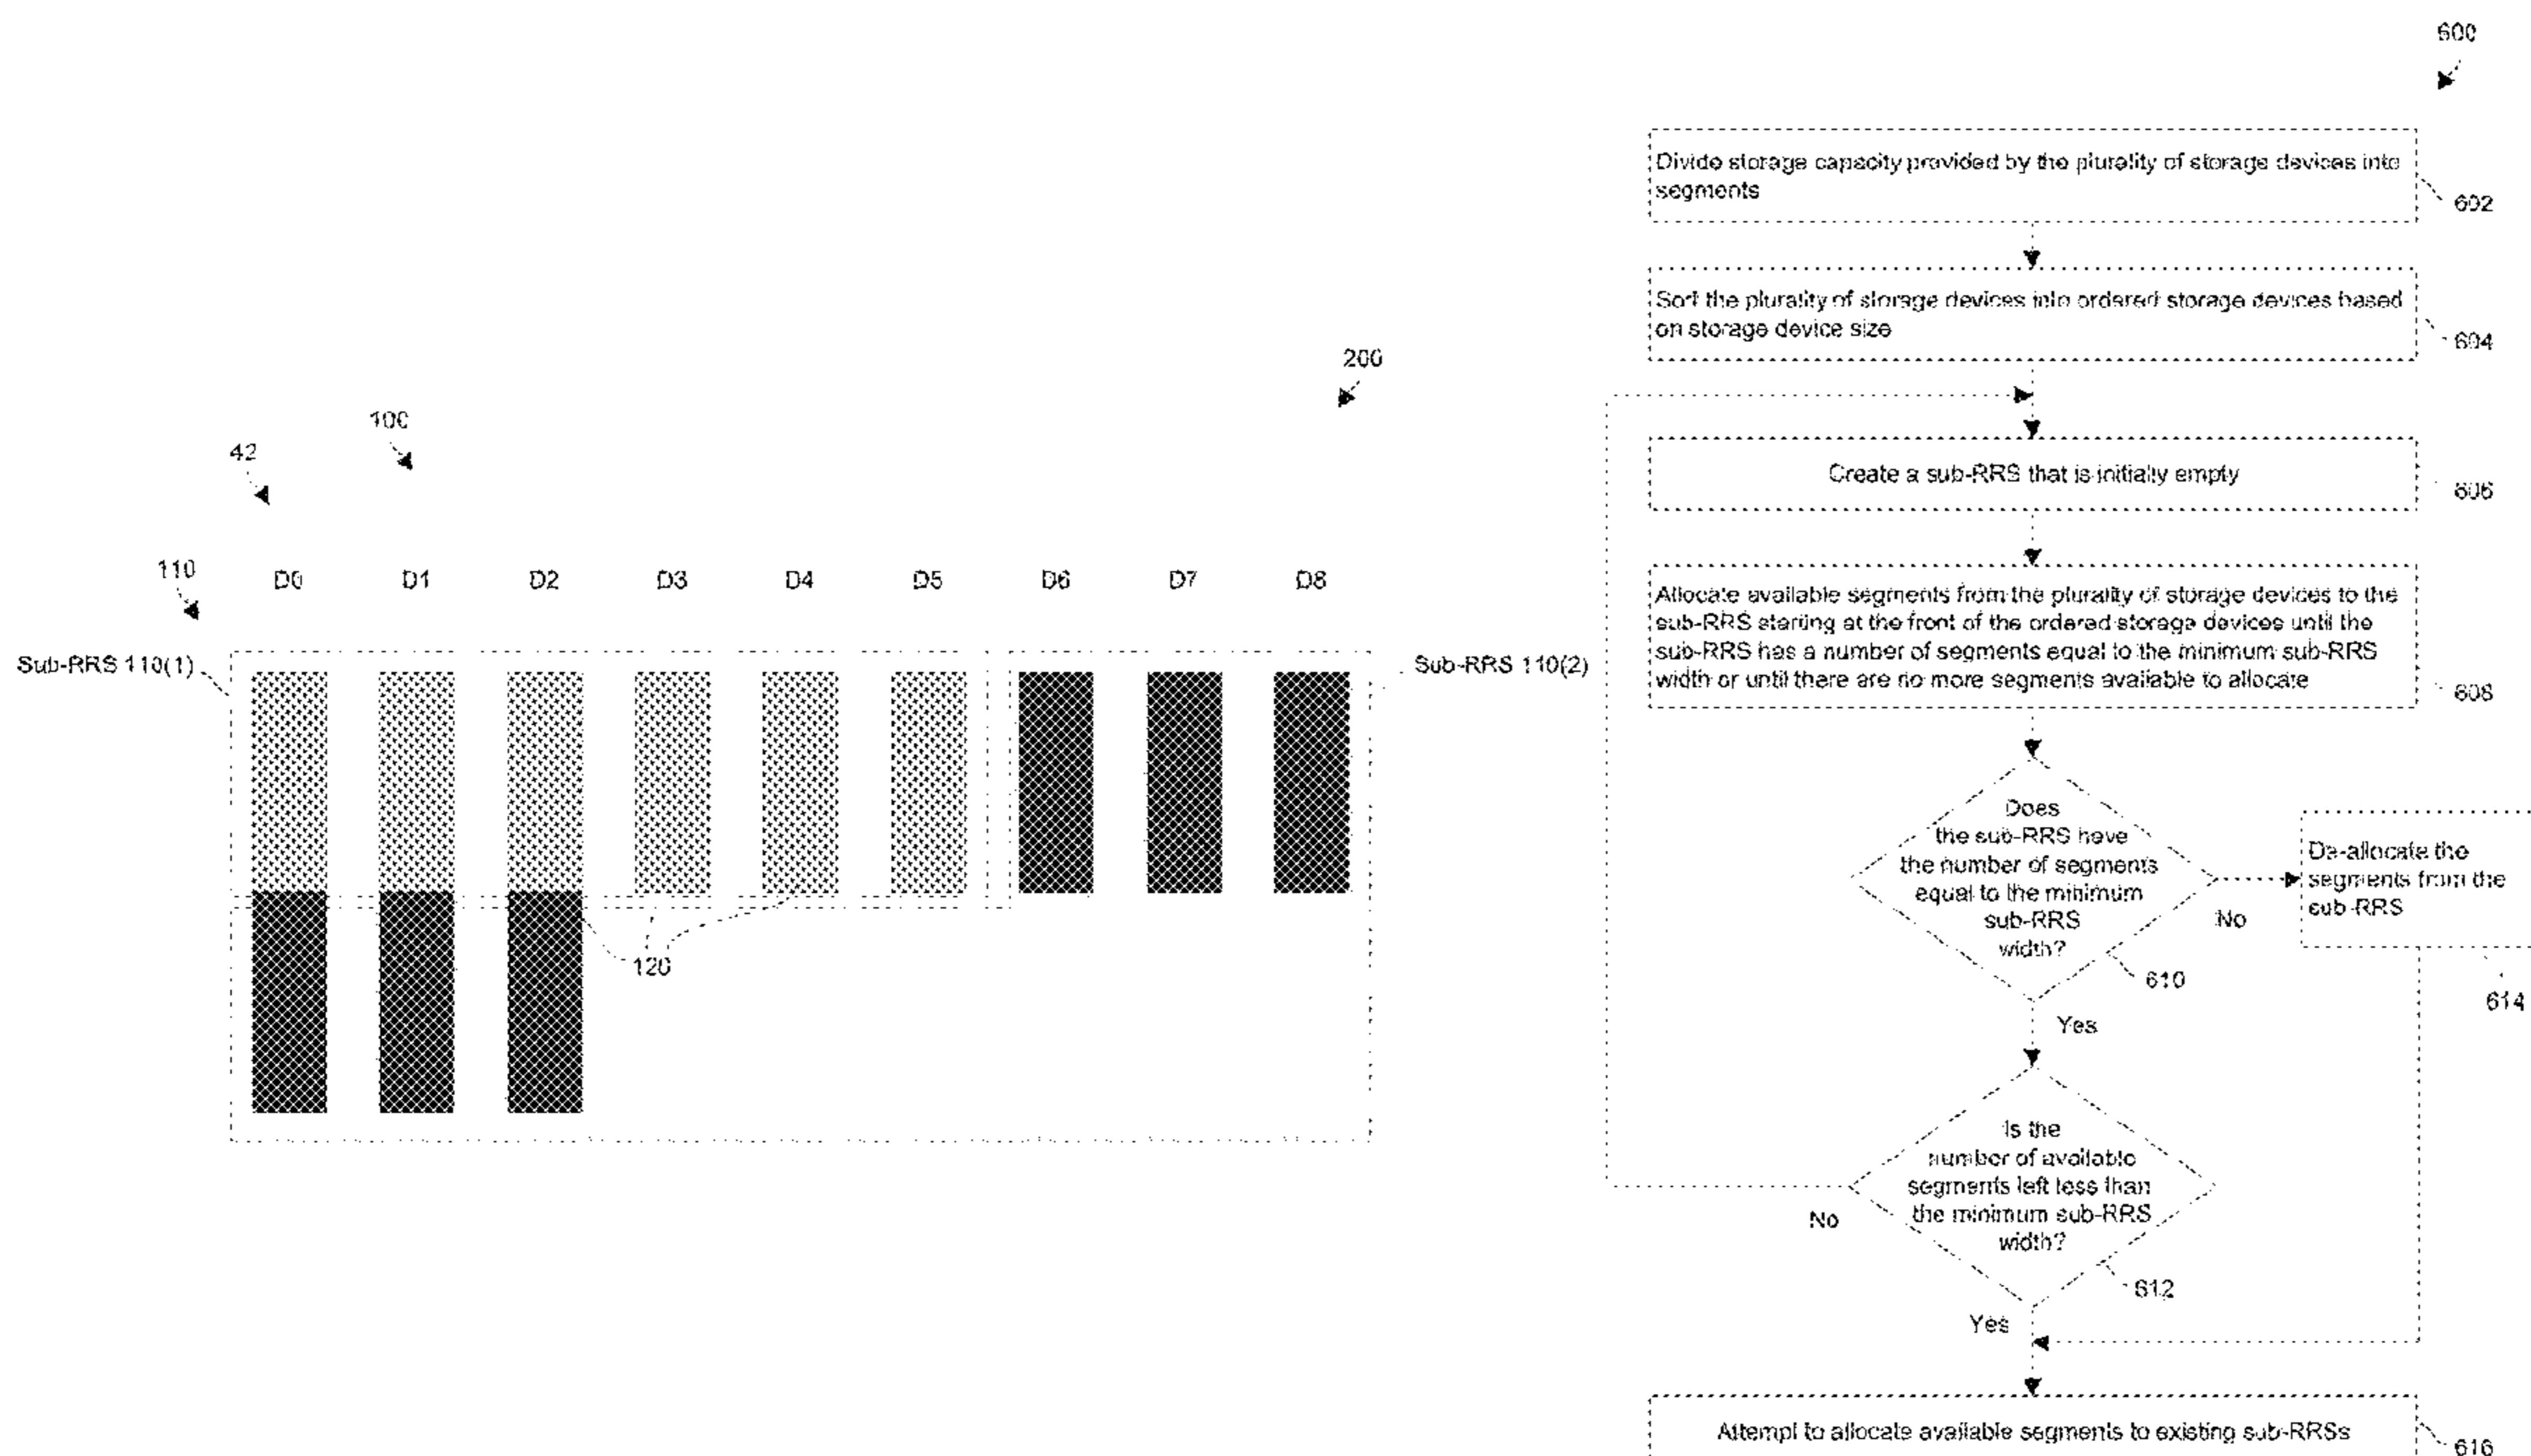 42
100
200
110
D0
D1
D2
D3
D4
D5
D6
D7
D8
Sub-RRS 110(1)
Sub-RRS 110(2)
120
600
Divide storage capacity provided by the plurality of storage devices into
segments
602
Sort the plurality of storage devices into ordered storage devices based
on storage device size
604
Create a sub-RRS that is initially empty
606
Allocate available segments from the plurality of storage devices to the
sub-RRS starting at the front of the ordered storage devices until the
sub-RRS has a number of segments equal to the minimum sub-RRS
width or until there are no more segments available to allocate
608
Does
the sub-RRS have
the number of segments
equal to the minimum
sub-RRS
width?
No
610
De-allocate the
segments from the
sub-RRS
614
Yes
Is the
number of available
segments left less than
the minimum sub-RRS
width?
No
612
Yes
Attempt to allocate available segments to existing sub-RRSs
616